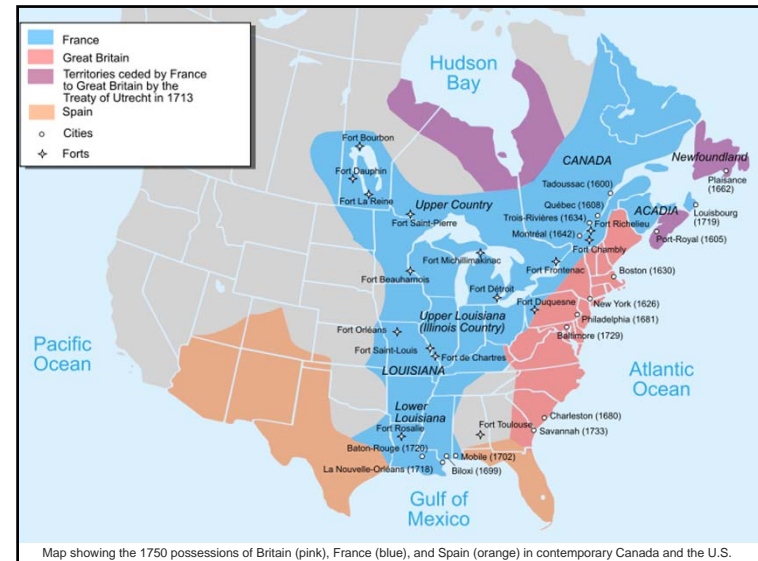 France
Great Britain
Territories ceded by France
to Great Britain by the
Treaty of Utrecht in 1713
Spain
Cities
Forts
Hudson
Bay
Fort Bourbon
Fort Dauphin
Fort La Reine
Fort Saint-Pierre
Upper Country
CANADA
Newfoundland
Plaisance
(1662)
Tadoussac (1600)
Québec (1608)
ACADIA
Louisbourg
(1719)
Trois-Rivières (1634)
Fort Richelieu
Montréal (1642)
Port-Royal (1605)
Fort Chambly
Fort Michillimakinac
Fort Frontenac
Fort Beauharnois
Boston (1630)
Fort Détroit
Fort Duquesne
New York (1626)
Upper Louisiana
(Illinois Country)
Philadelphia (1681)
Baltimore (1729)
Fort Orléans
Pacific
Ocean
Fort Saint-Louis
Fort de Chartres
LOUISIANA
Atlantic
Ocean
Lower
Louisiana
Fort Rosalie
Fort Toulouse
Charleston (1680)
Savannah (1733)
Baton-Rouge (1720)
Mobile (1702)
La Nouvelle-Orléans (1718)
Biloxi (1699)
Gulf of
Mexico
Map showing the 1750 possessions of Britain (pink), France (blue), and Spain (orange) in contemporary Canada and the U.S.